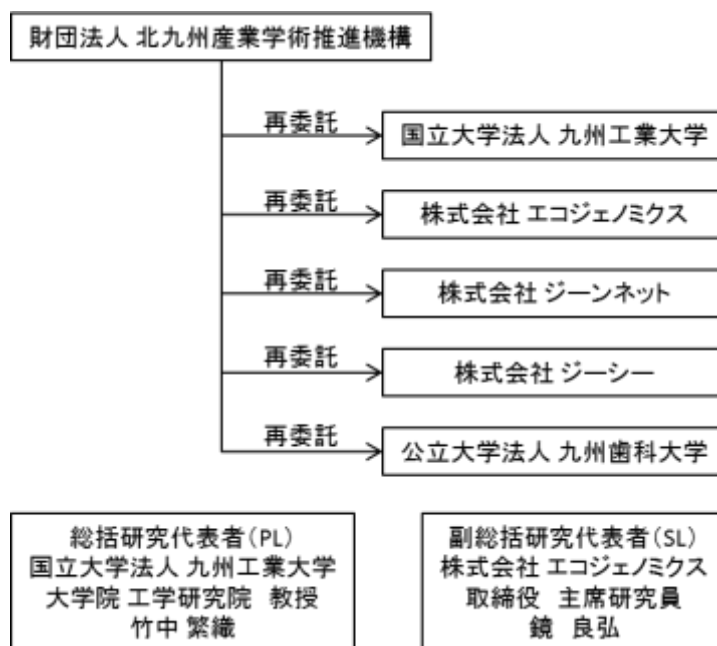 財団法人 北九州産業学術推進機構
再委託
国立大学法人 九州工業大学
再委託
株式会社 エコジェノミクス
再委託
株式会社 ジーンネット
再委託
株式会社 ジーシー
再委託
公立大学法人 九州歯科大学
総括研究代表者(PL)
国立大学法人 九州工業大学
大学院 工学研究院 教授
竹中 繁織
副総括研究代表者(SL)
株式会社 エコジェノミクス
取締役 主席研究員
鏡 良弘